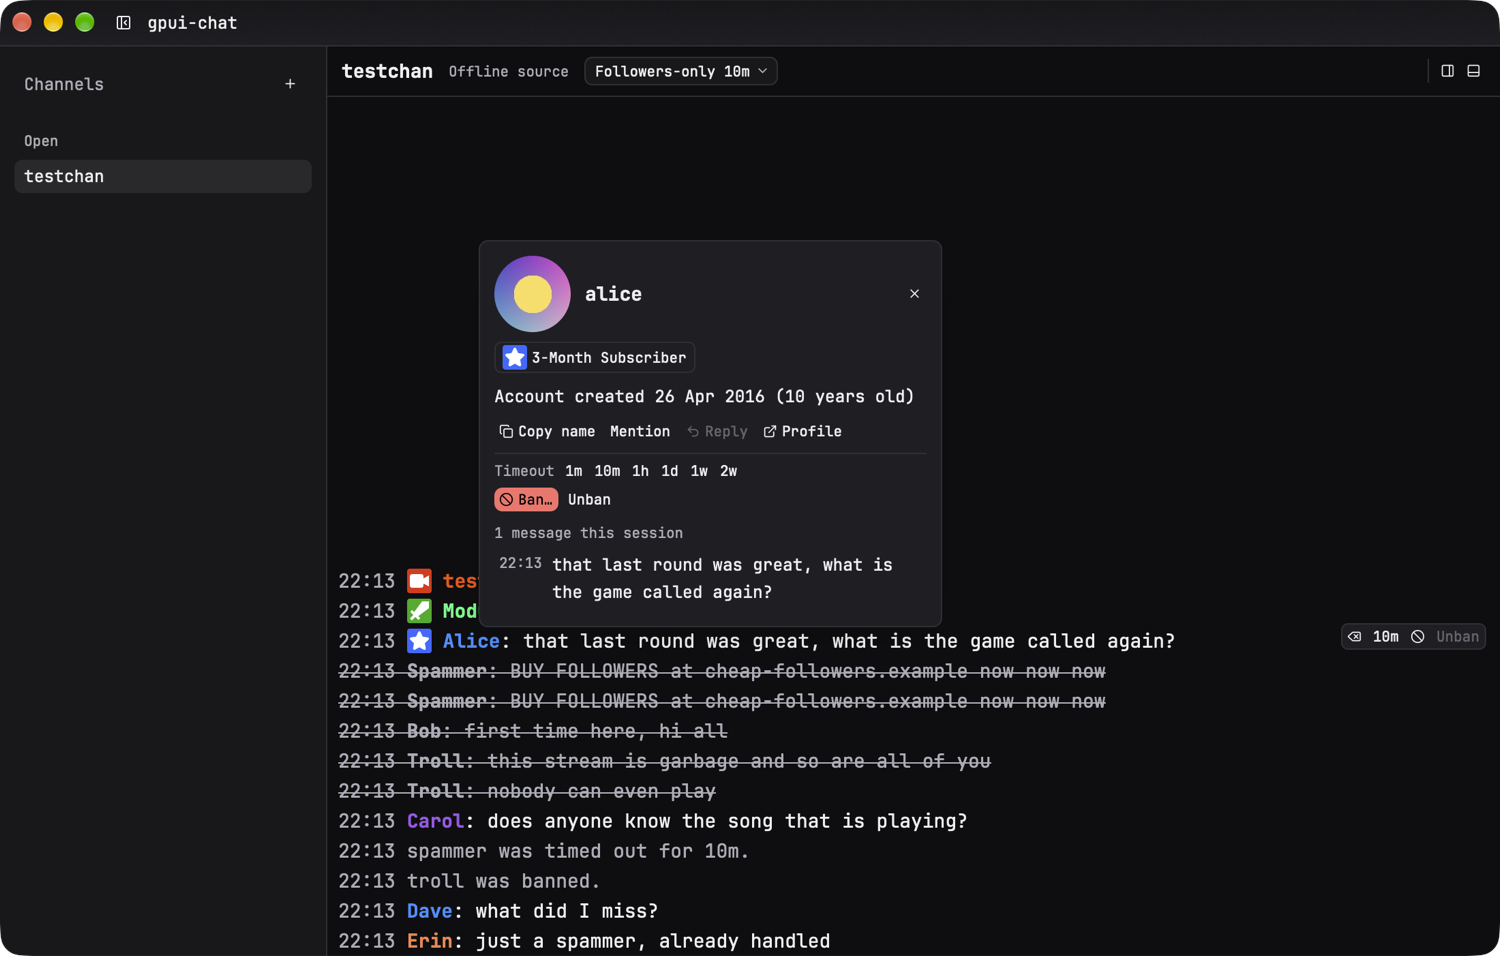 gpui-chat
Channels +
Open
testchan
testchan Offline source Followers-only 10m
alice
3-Month Subscriber
Account created 26 Apr 2016 (10 years old)
Copy name Mention Reply Profile
Timeout 1m 10m 1h 1d 1w 2w
Ban… Unban
1 message this session
22:13 that last round was great, what is
the game called again?
22:13 tes
22:13 Mod
22:13 Alice: that last round was great, what is the game called again?
10m Unban
22:13 Spammer: BUY FOLLOWERS at cheap-followers.example now now now
22:13 Spammer: BUY FOLLOWERS at cheap-followers.example now now now
22:13 Bob: first time here, hi all
22:13 Troll: this stream is garbage and so are all of you
22:13 Troll: nobody can even play
22:13 Carol: does anyone know the song that is playing?
22:13 spammer was timed out for 10m.
22:13 troll was banned.
22:13 Dave: what did I miss?
22:13 Erin: just a spammer, already handled